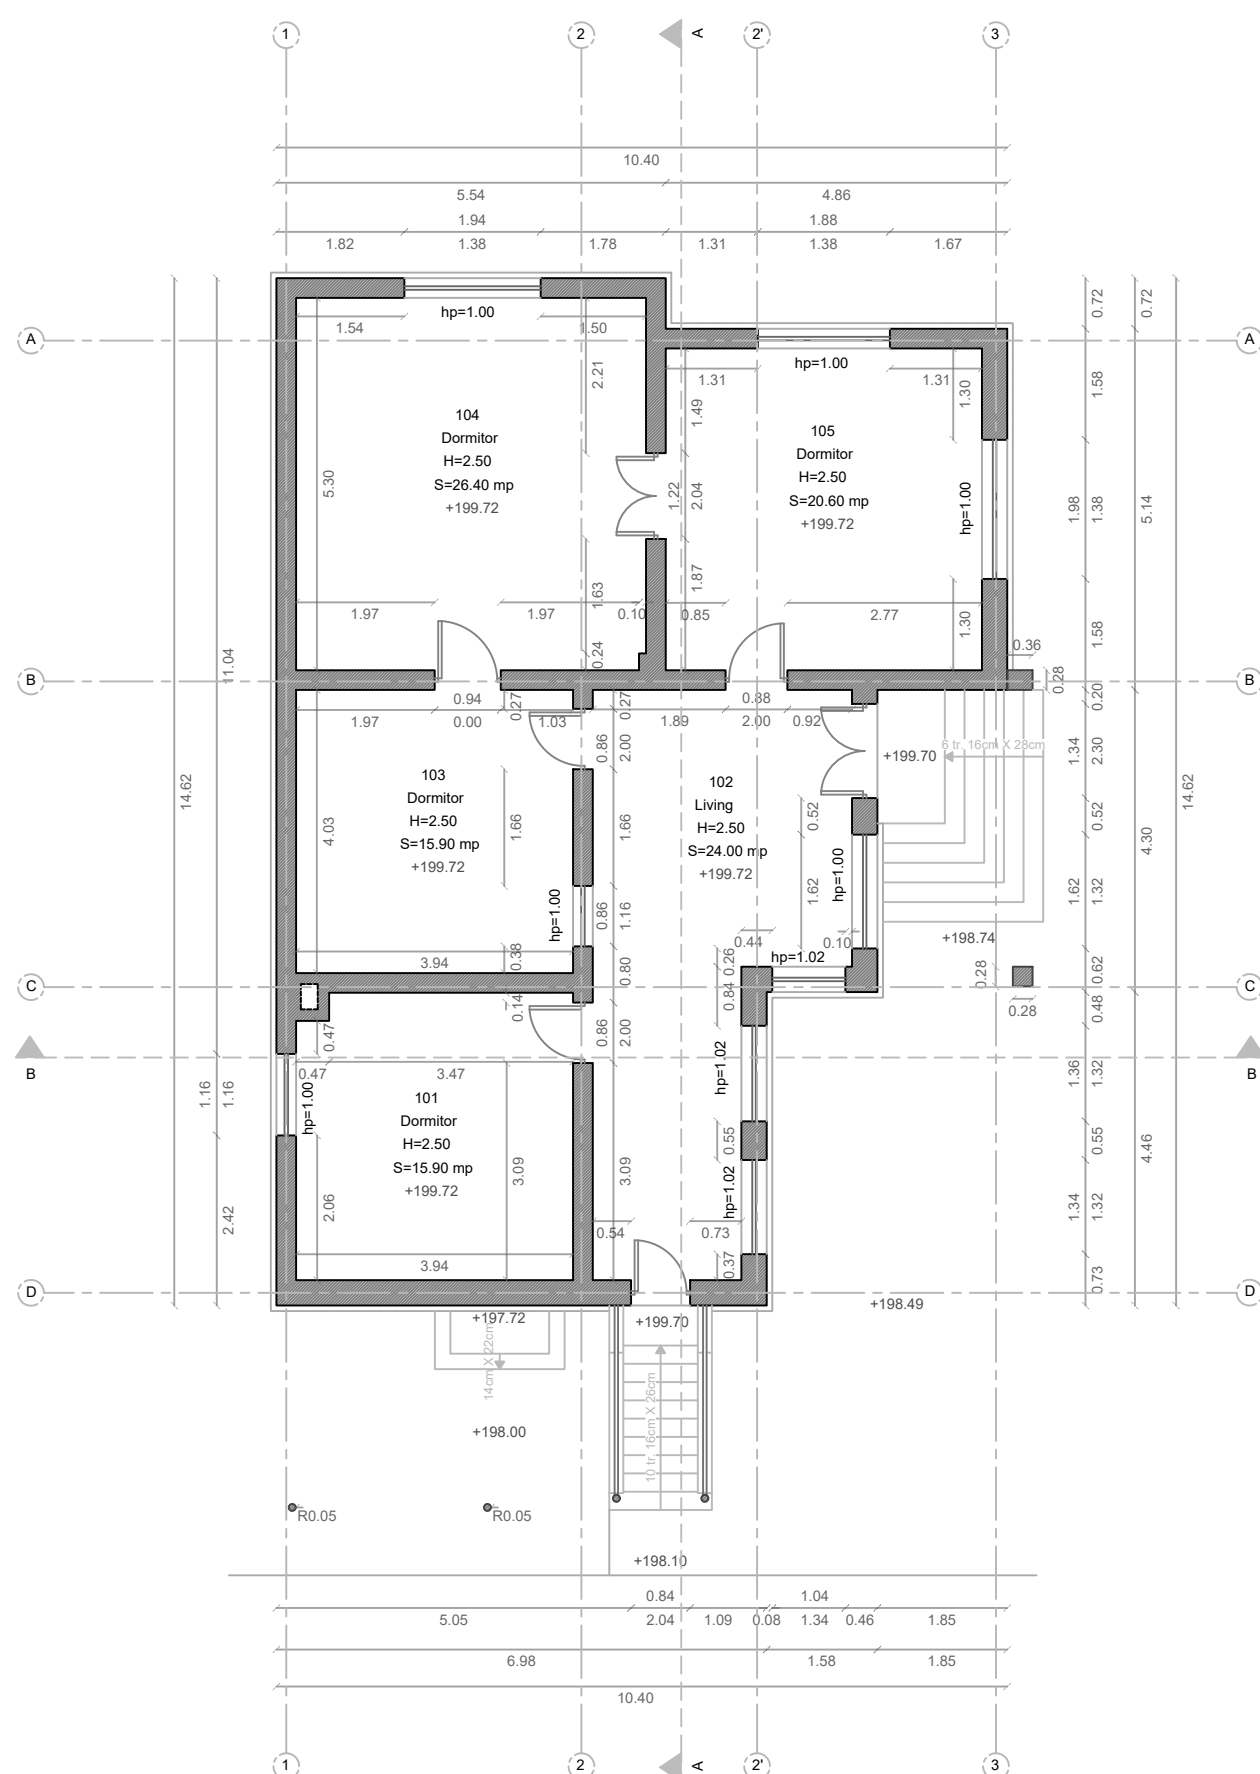 1 2 A 2' 3
10.40
5.54 4.86
1.94 1.88
1.82 1.38 1.78 1.31 1.38 1.67
hp=1.00
1.54 1.50
A A
hp=1.00
1.31 1.31
0.72 0.72
2.21
1.49
1.30
1.58
104
Dormitor
H=2.50
S=26.40 mp
+199.72
105
Dormitor
H=2.50
S=20.60 mp
+199.72
5.30
1.22
2.04
hp=1.00
1.98
1.38
5.14
1.63
1.87
1.97 1.97 0.10 0.85 2.77
1.30
1.58
0.24
0.36
11.04
B B
0.28
0.20
0.94 0.88
1.97 0.00 0.27 1.03 0.27 1.89 2.00 0.92
0.86
2.00
6 tr. 16cm X 28cm
+199.70
1.34
2.30
103
Dormitor
H=2.50
S=15.90 mp
+199.72
102
Living
H=2.50
S=24.00 mp
+199.72
14.62 14.62
4.03
1.66
1.66
0.52
0.52
4.30
hp=1.00
1.62
hp=1.00
1.62
1.32
0.86
1.16
0.44 0.10
+198.74
hp=1.02
3.94
0.38
0.80
0.26
0.62
0.28
C C
0.14
0.84
0.48
0.28
0.47
0.86
2.00
B B
0.47 3.47
hp=1.02
1.36
1.32
1.16
1.16
hp=1.00
101
Dormitor
H=2.50
S=15.90 mp
+199.72
0.55
0.55
4.46
3.09
3.09
hp=1.02
1.34
1.32
2.06
2.42
0.54 0.73
3.94
0.37
0.73
D D
+197.72
+199.70
+198.49
14cm X 22cm
10 tr. 16cm X 26cm
+198.00
R0.05 R0.05
+198.10
0.84 1.04
5.05 2.04 1.09 0.08 1.34 0.46 1.85
6.98 1.58 1.85
10.40
1 2 A 2' 3